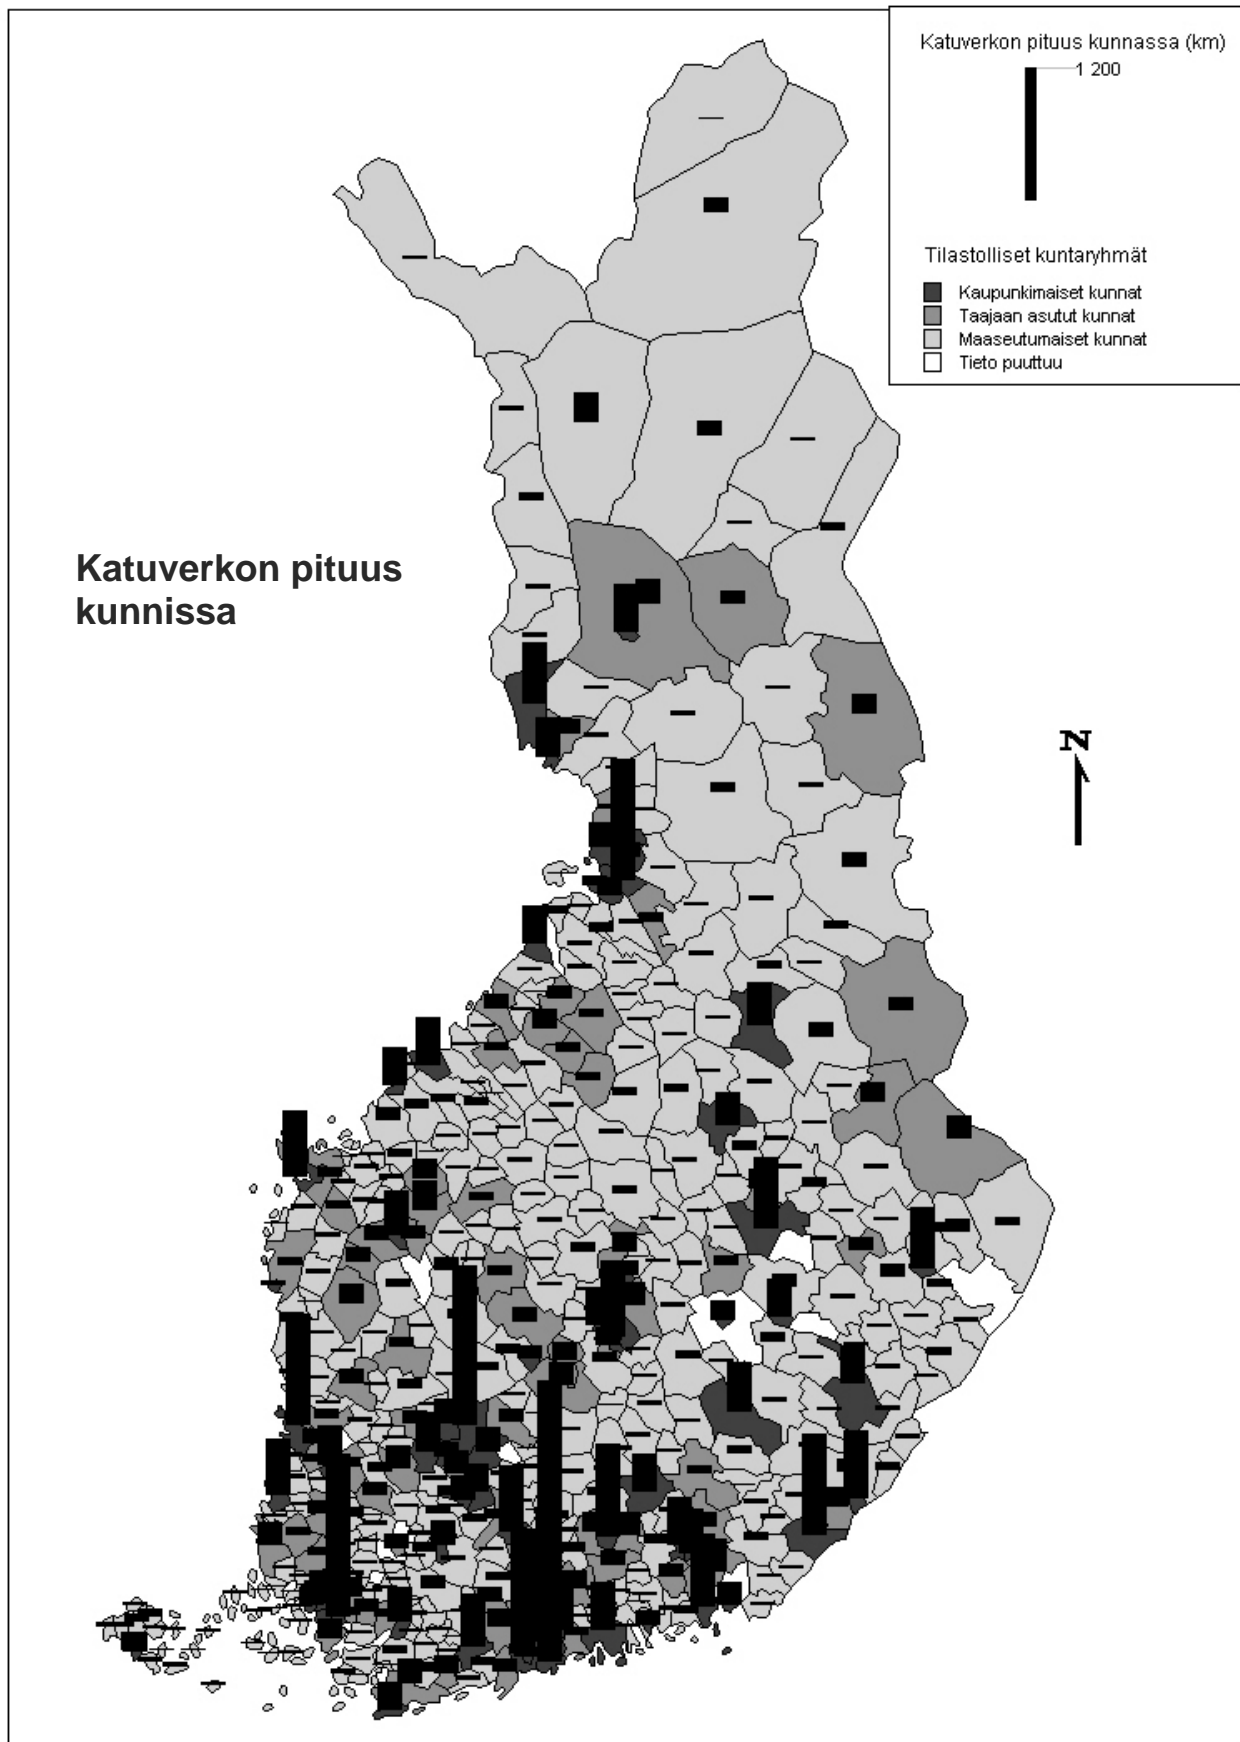 Katuverkon pituus kunnassa (km)
1 200
Tilastolliset kuntaryhmät
Kaupunkimaiset kunnat
Taajaan asutut kunnat
Maaseutumaiset kunnat
Tieto puuttuu
Katuverkon pituus
kunnissa
N